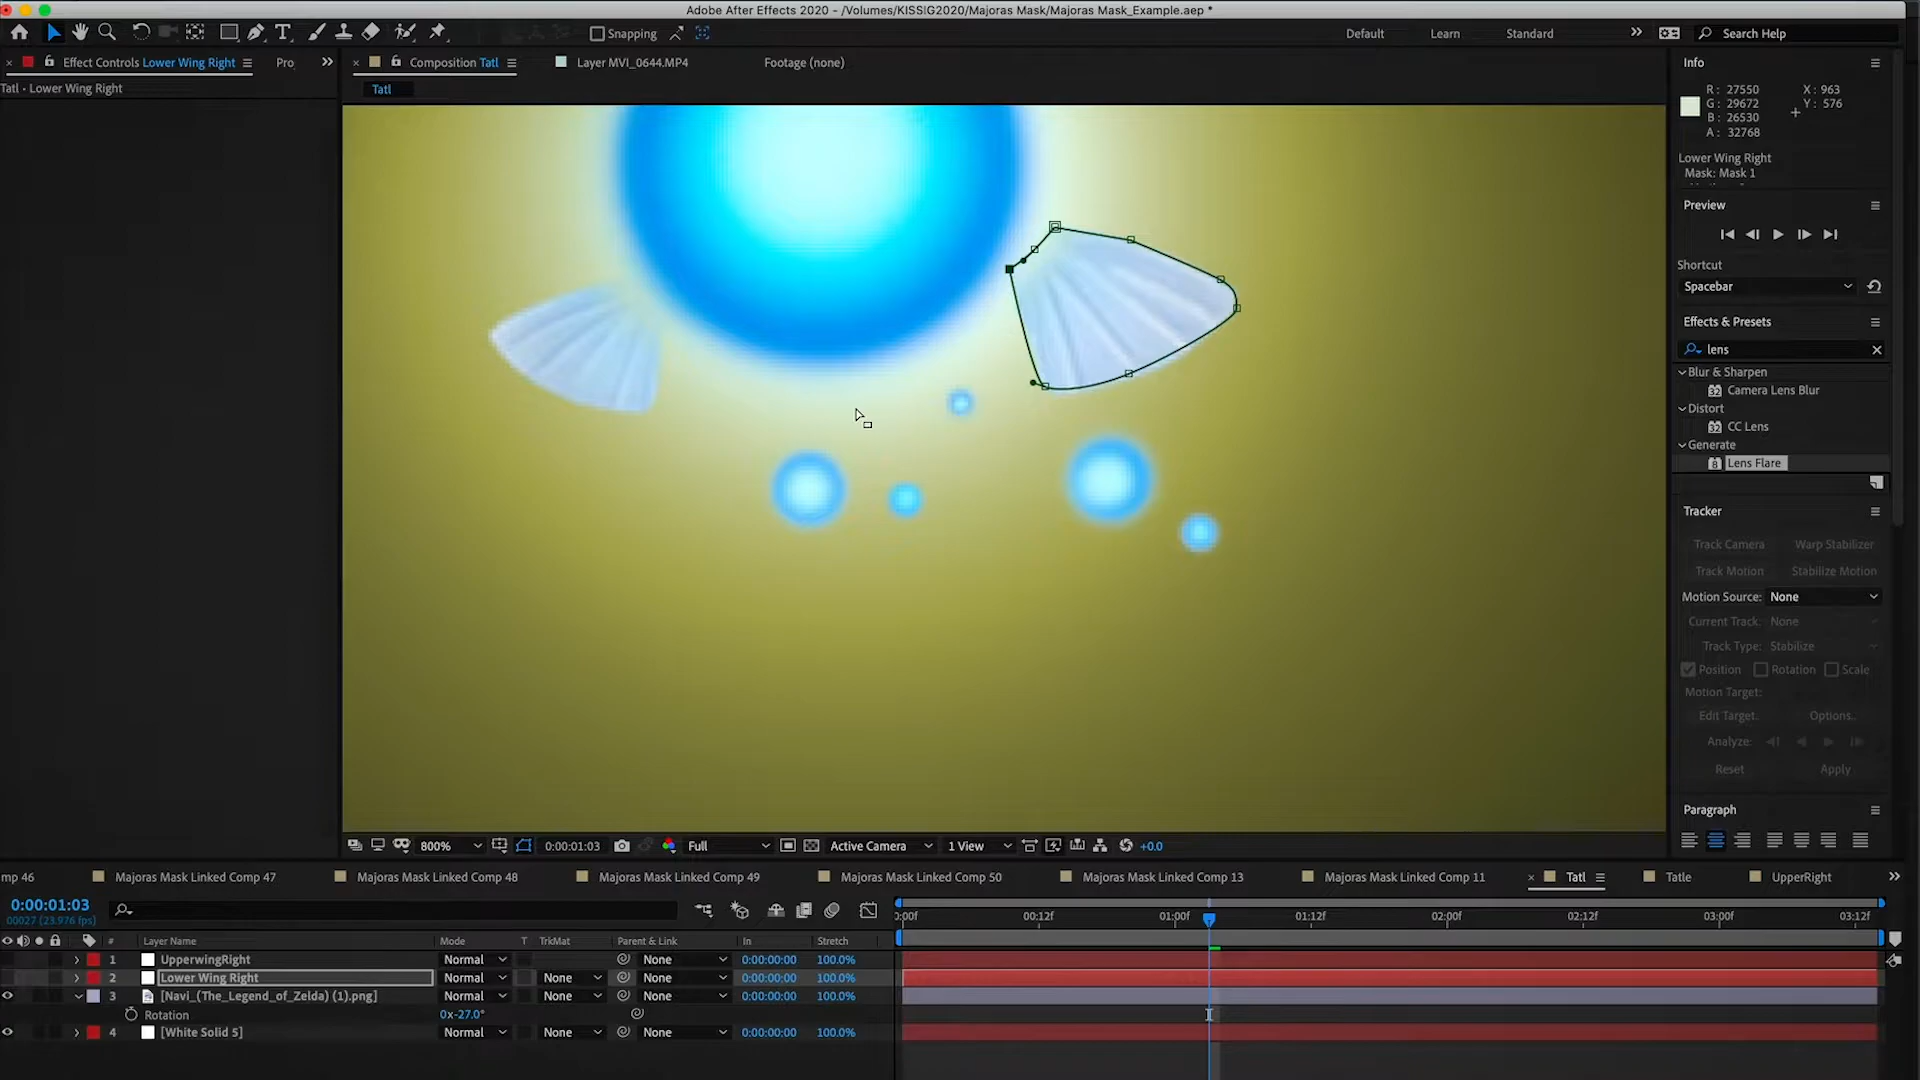 Adobe After Effects 2020 - /Volumes/KISSIG2020/Majoras Mask/Majoras Mask_Example.aep *
Snapping
Default
Learn
Standard
Search Help
Effect Controls Lower Wing Right
Pro
Composition Tatl
Layer MVI_0644.MP4
Footage (none)
Tatl • Lower Wing Right
Tatl
Info
R: 27550
G: 29672
B: 26530
A: 32768
X: 963
Y: 576
Lower Wing Right
Mask: Mask 1
Preview
Shortcut
Spacebar
Effects & Presets
lens
Blur & Sharpen
Camera Lens Blur
Distort
CC Lens
Generate
Lens Flare
Tracker
Track Camera
Warp Stabilizer
Track Motion
Stabilize Motion
Motion Source: None
Current Track: None
Track Type: Stabilize
Position
Rotation
Scale
Motion Target:
Edit Target..
Options..
Analyze:
Reset
Apply
Paragraph
800%
0:00:01:03
Full
Active Camera
1 View
+0.0
mp 46
Majoras Mask Linked Comp 47
Majoras Mask Linked Comp 48
Majoras Mask Linked Comp 49
Majoras Mask Linked Comp 50
Majoras Mask Linked Comp 13
Majoras Mask Linked Comp 11
Tatl
Tatle
UpperRight
0:00:01:03
00027 (23.976 fps)
0:00f
00:12f
01:00f
01:12f
02:00f
02:12f
03:00f
03:12f
# Layer Name Mode T TrkMat Parent & Link In Stretch
1 UpperwingRight Normal None 0:00:00:00 100.0%
2 Lower Wing Right Normal None None 0:00:00:00 100.0%
3 [Navi_(The_Legend_of_Zelda) (1).png] Normal None None 0:00:00:00 100.0%
Rotation 0x-27.0°
4 [White Solid 5] Normal None None 0:00:00:00 100.0%